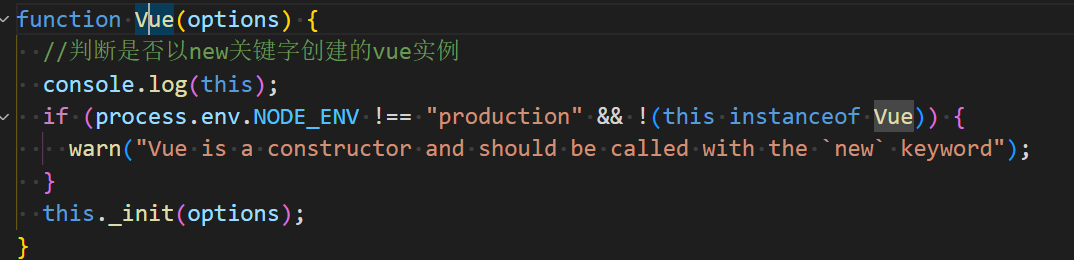 function Vue(options) {
  //判断是否以new关键字创建的vue实例
  console.log(this);
  if (process.env.NODE_ENV !== "production" && !(this instanceof Vue)) {
    warn("Vue is a constructor and should be called with the `new` keyword");
  }
  this._init(options);
}